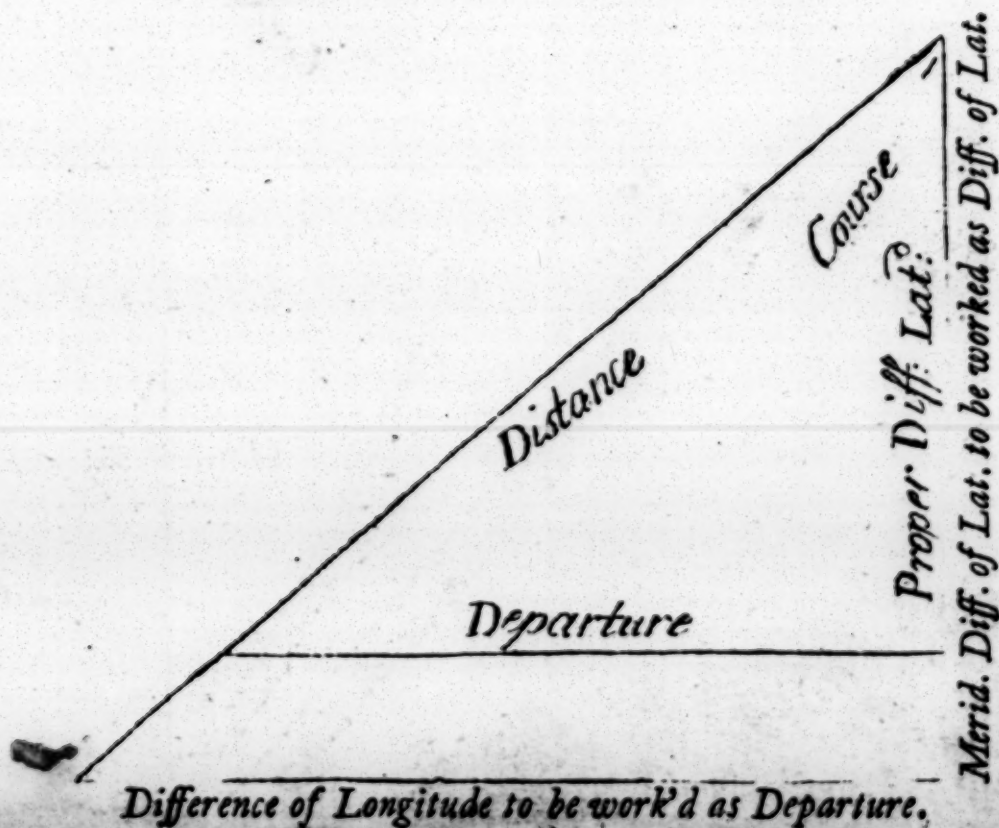 Course
Distance
Proper Diff: Latd:
Merid. Diff. of Lat. to be worked as Diff. of Lat.
Departure
Difference of Longitude to be work'd as Departure.